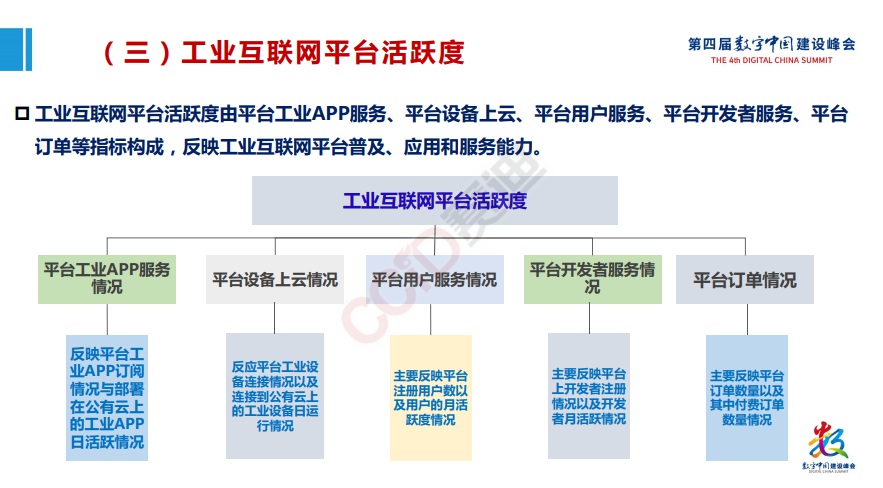 （三）工业互联网平台活跃度
第四届数字中国建设峰会
THE 4th DIGITAL CHINA SUMMIT
工业互联网平台活跃度由平台工业APP服务、平台设备上云、平台用户服务、平台开发者服务、平台
订单等指标构成，反映工业互联网平台普及、应用和服务能力。
工业互联网平台活跃度
平台工业APP服务
情况
平台设备上云情况
平台用户服务情况
平台开发者服务情
况
平台订单情况
反映平台工
业APP订阅
情况与部署
在公有云上
的工业APP
日活跃情况
反应平台工业设
备连接情况以及
连接到公有云上
的工业设备日运
行情况
主要反映平台
注册用户数以
及用户的月活
跃度情况
主要反映平台
上开发者注册
情况以及开发
者月活跃情况
主要反映平台
订单数量以及
其中付费订单
数量情况
CCID赛迪
数字中国建设峰会
DIGITAL CHINA SUMMIT